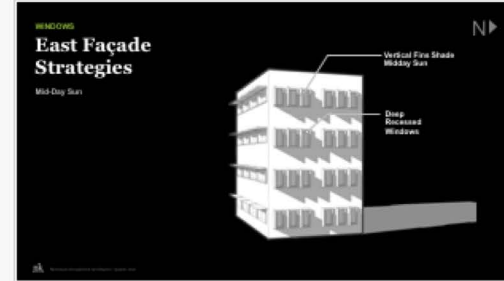 WINDOWS
East Façade
Strategies
Mid-Day Sun
N
Vertical Fins Shade
Midday Sun
Deep
Recessed
Windows